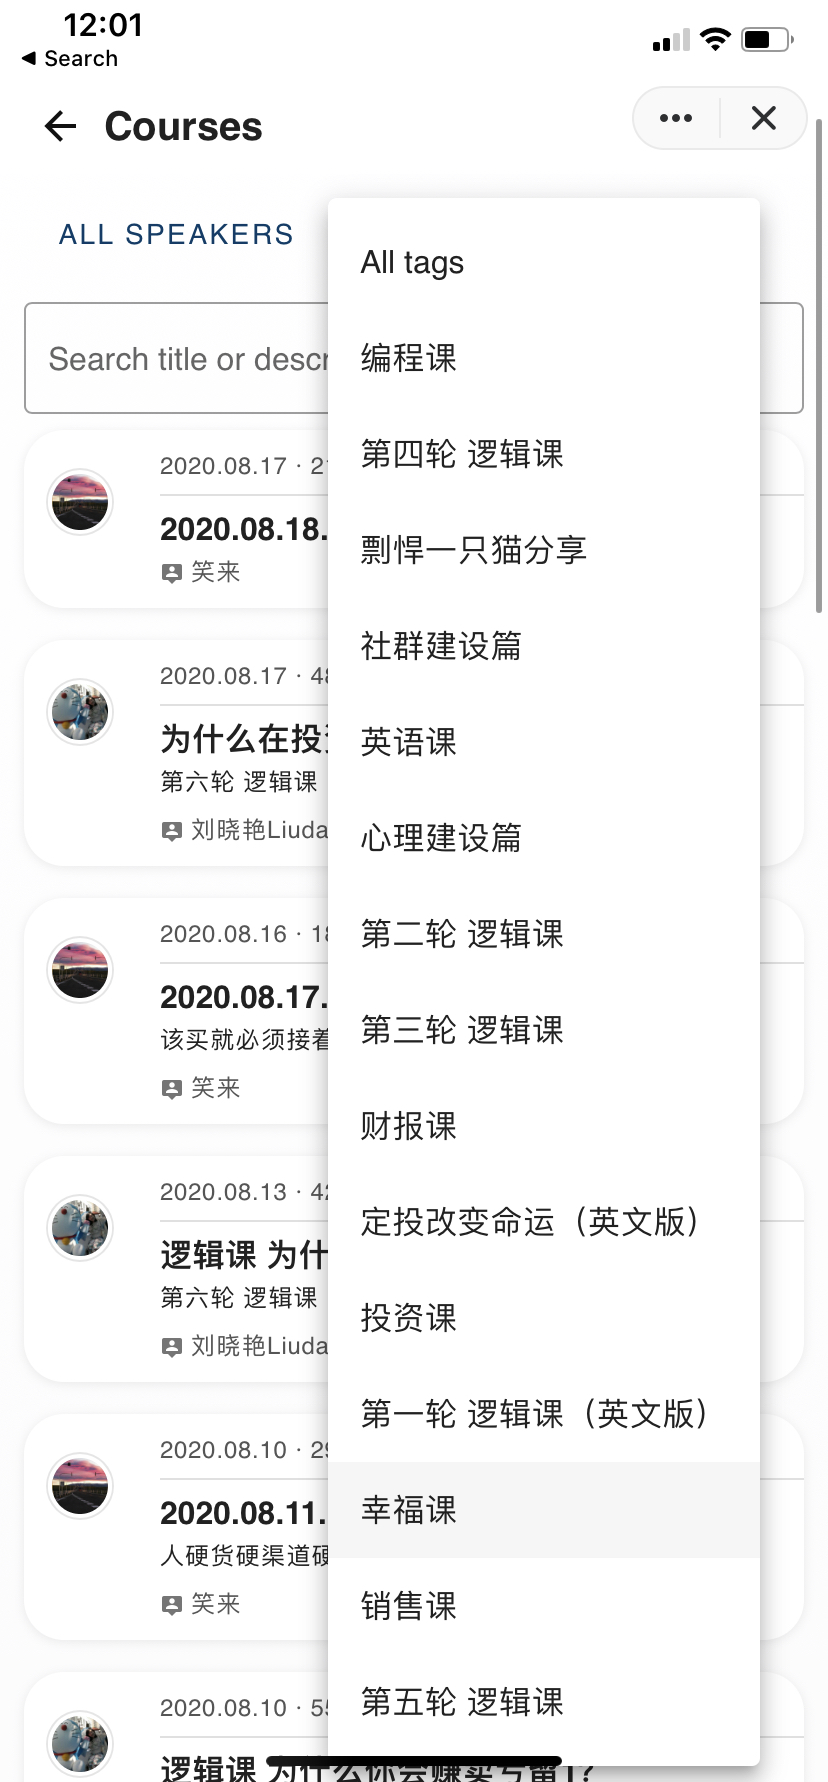 12:01
Search
Courses
ALL SPEAKERS
Search title or descr
2020.08.17 · 2
2020.08.18.
笑来
2020.08.17 · 48
为什么在投
第六轮 逻辑课
刘晓艳Liuda
2020.08.16 · 18
2020.08.17.
该买就必须接着
笑来
2020.08.13 · 42
逻辑课 为什
第六轮 逻辑课
刘晓艳Liuda
2020.08.10 · 29
2020.08.11.
人硬货硬渠道硬
笑来
2020.08.10 · 55
逻辑课 为什么你会赚卖亏留
All tags
编程课
第四轮 逻辑课
剽悍一只猫分享
社群建设篇
英语课
心理建设篇
第二轮 逻辑课
第三轮 逻辑课
财报课
定投改变命运（英文版）
投资课
第一轮 逻辑课（英文版）
幸福课
销售课
第五轮 逻辑课